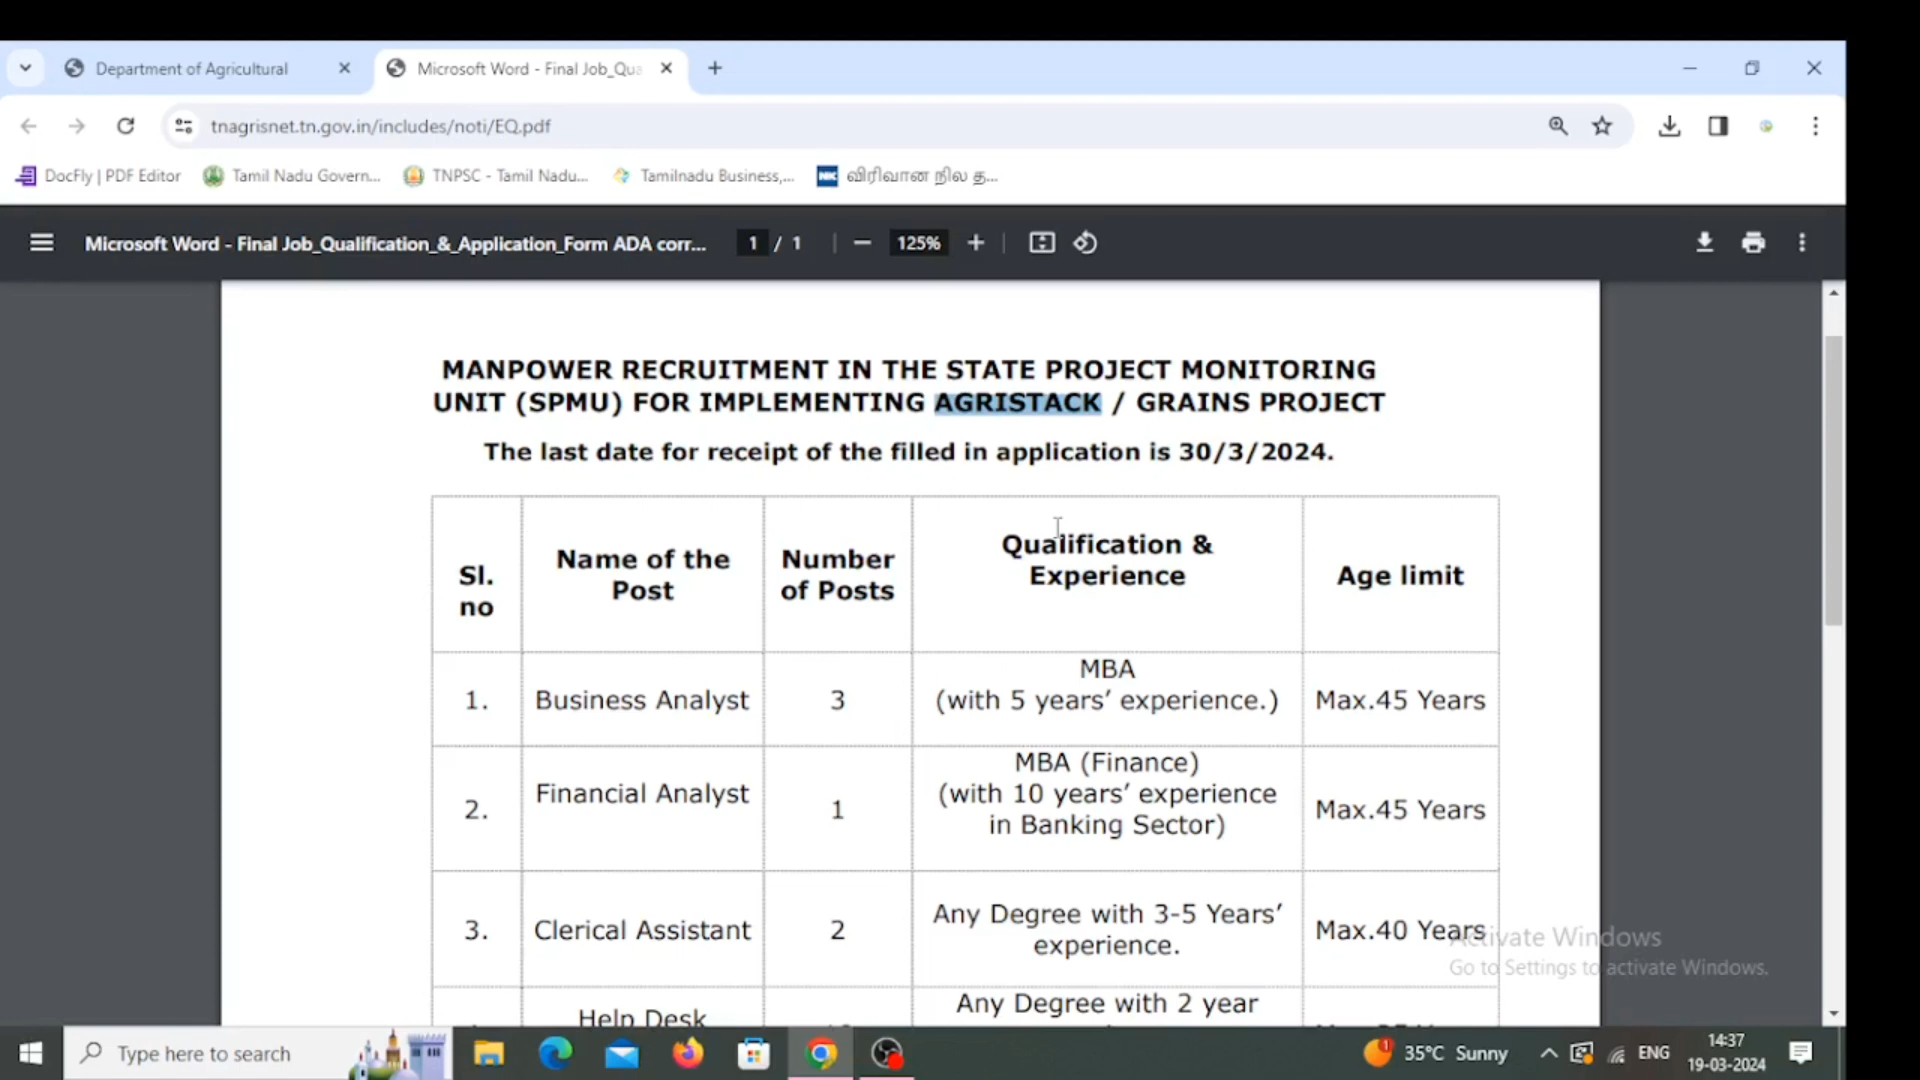 Department of Agricultural
Microsoft Word - Final Job_Qua
tnagrisnet.tn.gov.in/includes/noti/EQ.pdf
DocFly | PDF Editor
Tamil Nadu Govern...
TNPSC - Tamil Nadu...
Tamilnadu Business,...
விரிவான நில த...
Microsoft Word - Final Job_Qualification_&_Application_Form ADA corr...
1 / 1
125%
MANPOWER RECRUITMENT IN THE STATE PROJECT MONITORING
UNIT (SPMU) FOR IMPLEMENTING AGRISTACK / GRAINS PROJECT
The last date for receipt of the filled in application is 30/3/2024.
Sl. no
Name of the Post
Number of Posts
Qualification & Experience
Age limit
1.
Business Analyst
3
MBA
(with 5 years’ experience.)
Max.45 Years
2.
Financial Analyst
1
MBA (Finance)
(with 10 years’ experience
in Banking Sector)
Max.45 Years
3.
Clerical Assistant
2
Any Degree with 3-5 Years’
experience.
Max.40 Years
Help Desk
Any Degree with 2 year
Activate Windows
Go to Settings to activate Windows.
Type here to search
35°C Sunny
ENG
14:37
19-03-2024